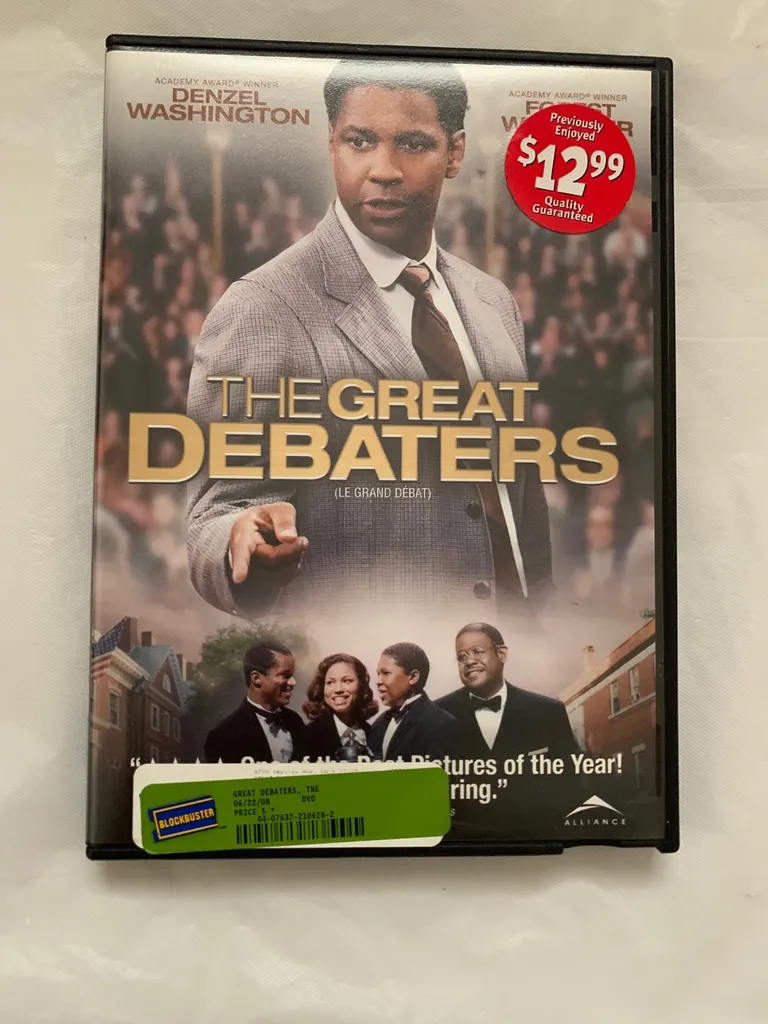 ACADEMY AWARD® WINNER
DENZEL
WASHINGTON
ACADEMY AWARD® WINNER
Previously
Enjoyed
$12.99
Quality
Guaranteed
THE GREAT
DEBATERS
(LE GRAND DÉBAT)
of the Year!
ring."
ALLIANCE
BLOCKBUSTER
GREAT DEBATERS, THE
06/22/08 DVD
PRICE $ *